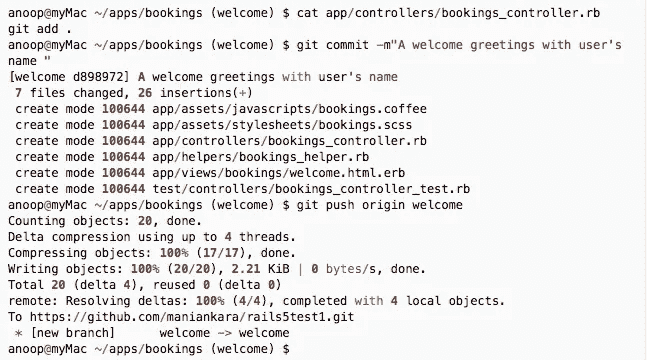 anoop@myMac ~/apps/bookings (welcome) $ cat app/controllers/bookings_controller.rb
git add .
anoop@myMac ~/apps/bookings (welcome) $ git commit -m"A welcome greetings with user's
name "
[welcome d898972] A welcome greetings with user's name
 7 files changed, 26 insertions(+)
 create mode 100644 app/assets/javascripts/bookings.coffee
 create mode 100644 app/assets/stylesheets/bookings.scss
 create mode 100644 app/controllers/bookings_controller.rb
 create mode 100644 app/helpers/bookings_helper.rb
 create mode 100644 app/views/bookings/welcome.html.erb
 create mode 100644 test/controllers/bookings_controller_test.rb
anoop@myMac ~/apps/bookings (welcome) $ git push origin welcome
Counting objects: 20, done.
Delta compression using up to 4 threads.
Compressing objects: 100% (17/17), done.
Writing objects: 100% (20/20), 2.21 KiB | 0 bytes/s, done.
Total 20 (delta 4), reused 0 (delta 0)
remote: Resolving deltas: 100% (4/4), completed with 4 local objects.
To https://github.com/maniankara/rails5test1.git
 * [new branch]      welcome -> welcome
anoop@myMac ~/apps/bookings (welcome) $